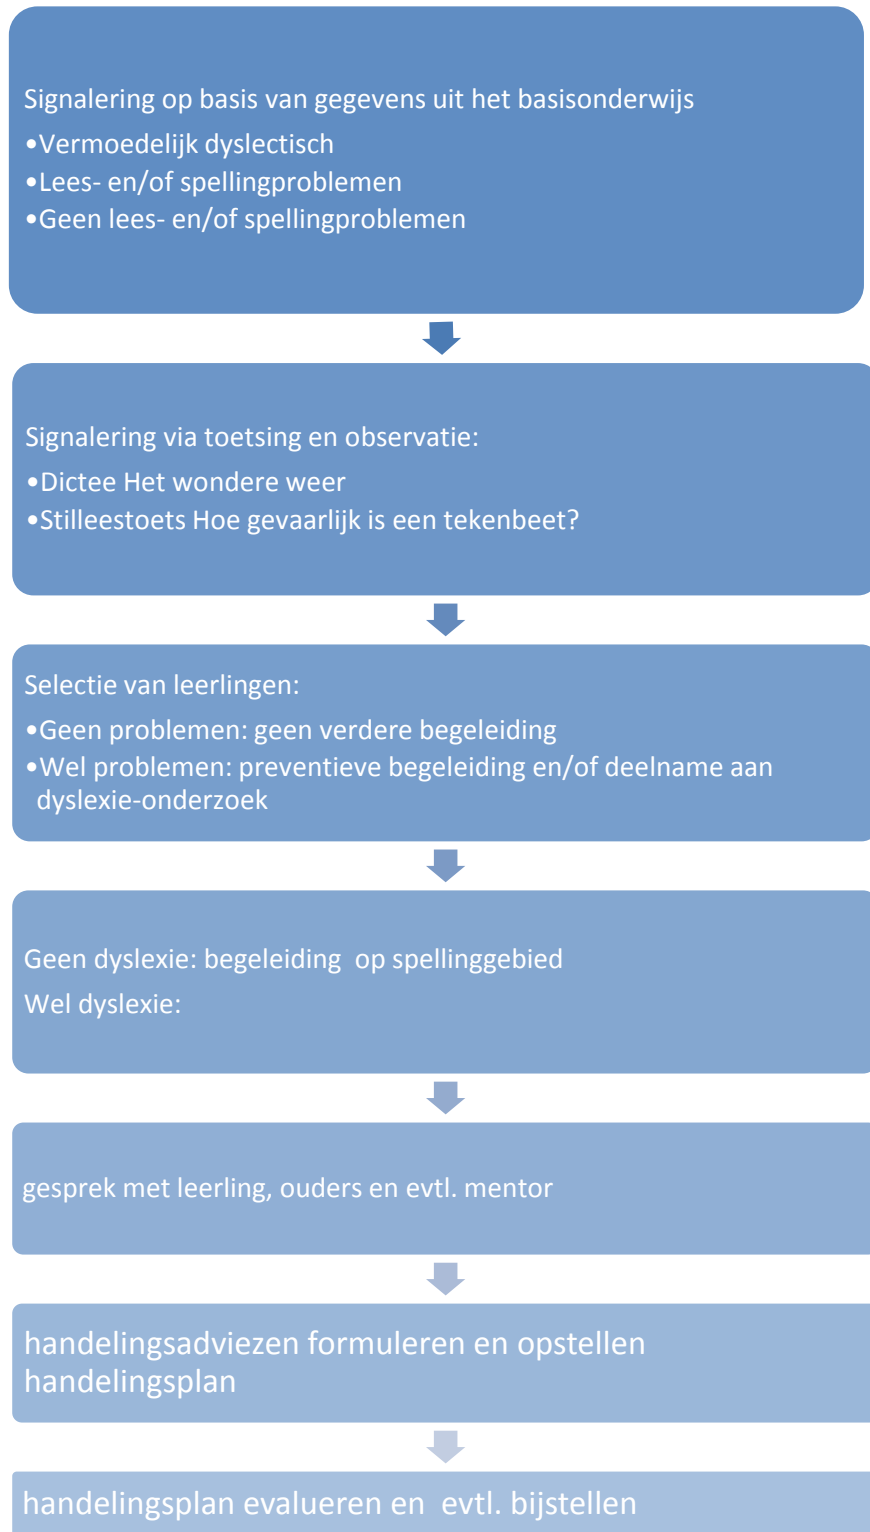 Signalering op basis van gegevens uit het basisonderwijs
•Vermoedelijk dyslectisch
•Lees- en/of spellingproblemen
•Geen lees- en/of spellingproblemen
Signalering via toetsing en observatie:
•Dictee Het wondere weer
•Stilleestoets Hoe gevaarlijk is een tekenbeet?
Selectie van leerlingen:
•Geen problemen: geen verdere begeleiding
•Wel problemen: preventieve begeleiding en/of deelname aan
dyslexie-onderzoek
Geen dyslexie: begeleiding  op spellinggebied
Wel dyslexie:
gesprek met leerling, ouders en evtl. mentor
handelingsadviezen formuleren en opstellen
handelingsplan
handelingsplan evalueren en  evtl. bijstellen